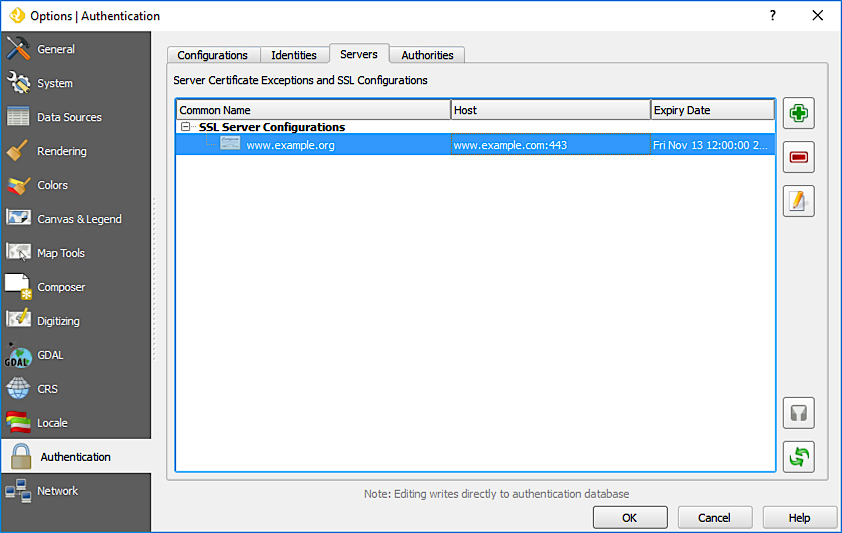 Options | Authentication
General
System
Data Sources
Rendering
Colors
Canvas & Legend
Map Tools
Composer
Digitizing
GDAL
GDAL
CRS
Locale
Authentication
Network
Configurations Identities Servers Authorities
Server Certificate Exceptions and SSL Configurations
Common Name Host Expiry Date
SSL Server Configurations
www.example.org www.example.com:443 Fri Nov 13 12:00:00 2...
Note: Editing writes directly to authentication database
OK Cancel Help